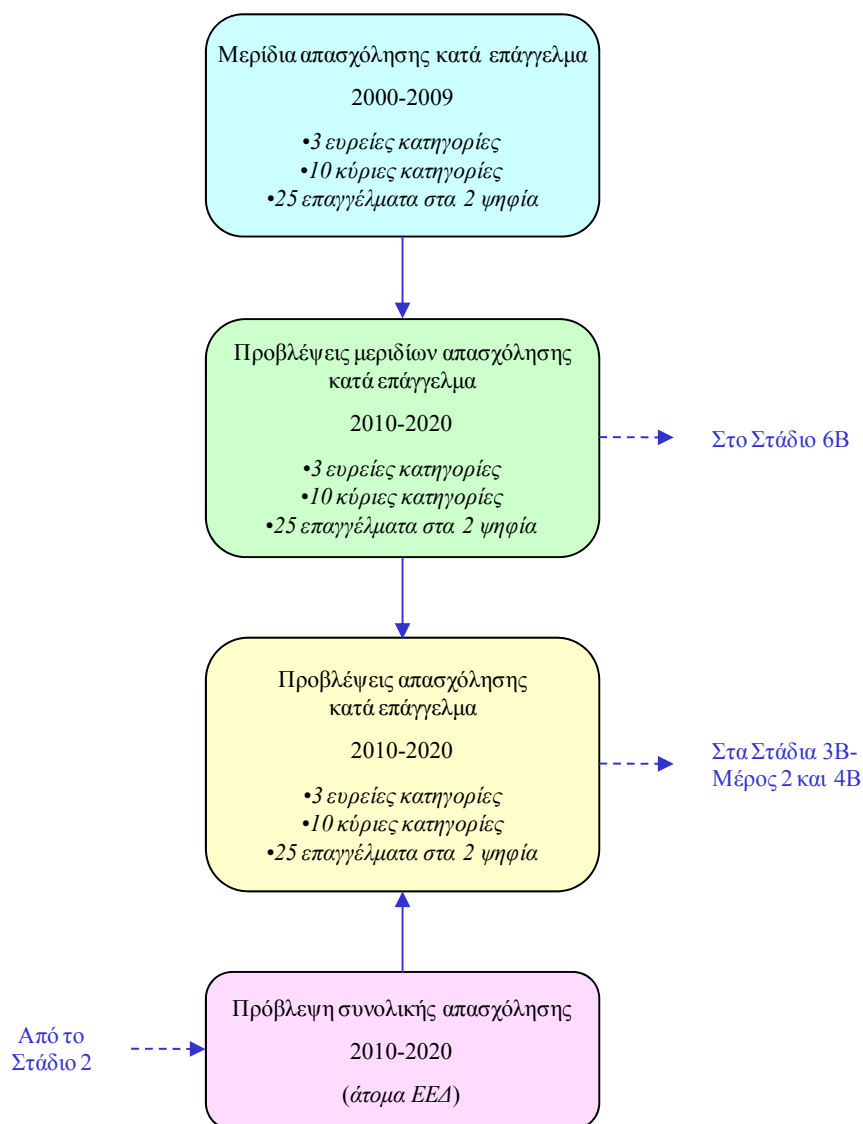 Μερίδια απασχόλησης κατά επάγγελμα
2000-2009
•3 ευρείες κατηγορίες
•10 κύριες κατηγορίες
•25 επαγγέλματα στα 2 ψηφία
Προβλέψεις μεριδίων απασχόλησης
κατά επάγγελμα
2010-2020
•3 ευρείες κατηγορίες
•10 κύριες κατηγορίες
•25 επαγγέλματα στα 2 ψηφία
Στο Στάδιο 6Β
Προβλέψεις απασχόλησης
κατά επάγγελμα
2010-2020
•3 ευρείες κατηγορίες
•10 κύριες κατηγορίες
•25 επαγγέλματα στα 2 ψηφία
Στα Στάδια 3Β-
Μέρος 2 και 4Β
Από το
Στάδιο 2
Πρόβλεψη συνολικής απασχόλησης
2010-2020
(άτομα ΕΕΔ)